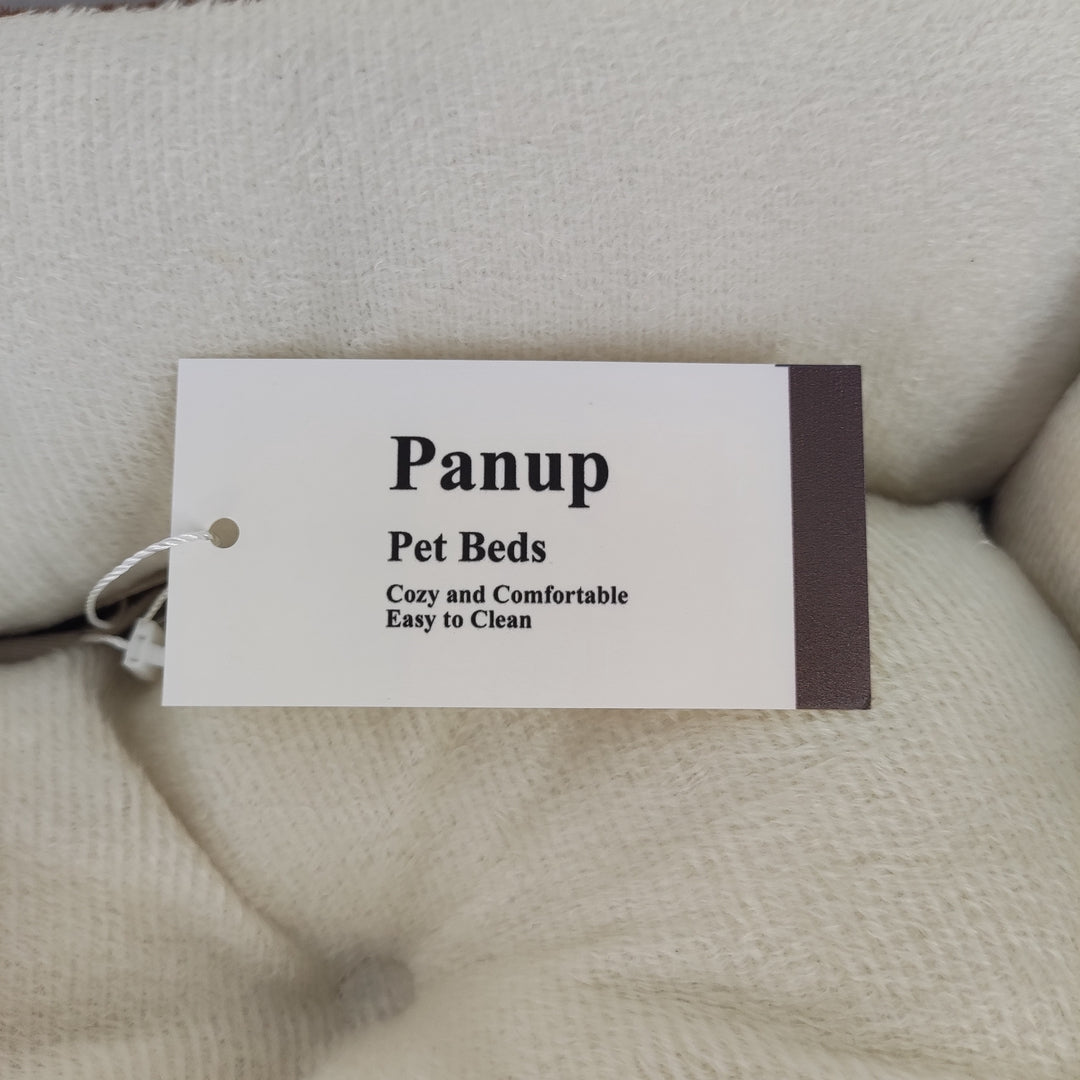 Panup
Pet Beds
Cozy and Comfortable
Easy to Clean